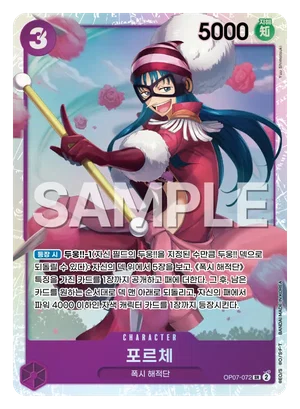 3
5000
지혜
知
SAMPLE
등장 시 두웅!!-1(자신 필드의 두웅!!을 지정된 수만큼 두웅!! 덱으로
되돌릴 수 있다): 자신의 덱 위에서 5장을 보고, 《폭시 해적단》
특징을 가진 카드를 1장까지 공개하고 패에 더한다. 그 후, 남은
카드를 원하는 순서대로 덱 맨 아래로 되돌리고, 자신의 패에서
파워 4000 이하인 자색 캐릭터 카드를 1장까지 등장시킨다.
CHARACTER
포르체
폭시 해적단
OP07-072 SR 2